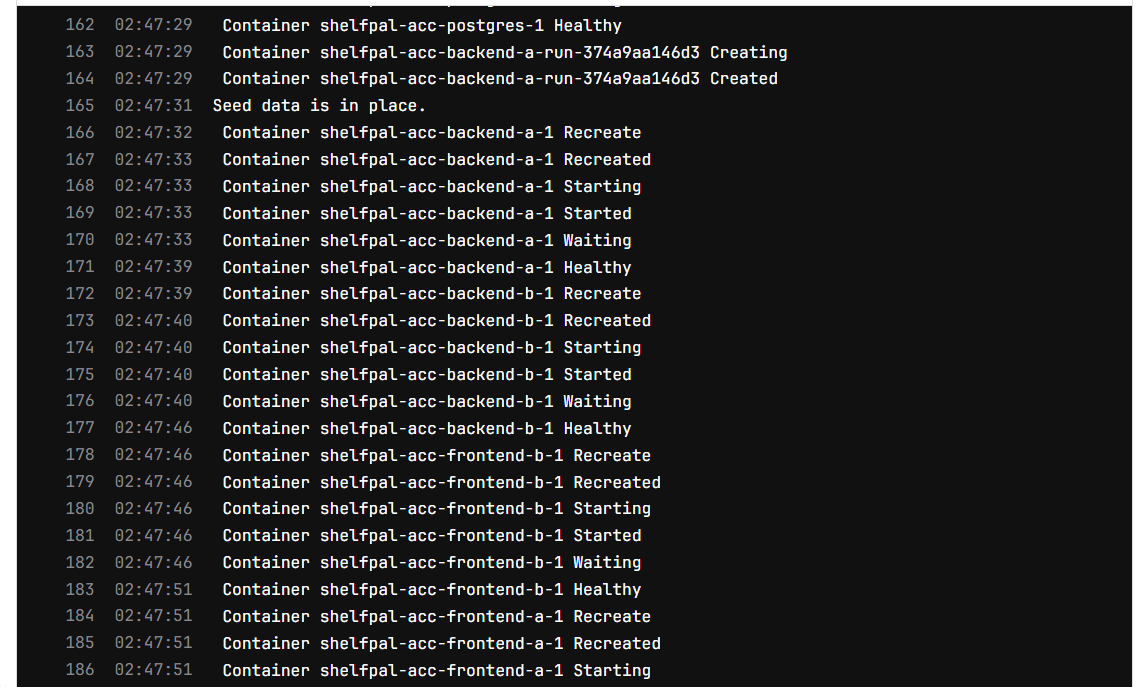 162 02:47:29 Container shelfpal-acc-postgres-1 Healthy
163 02:47:29 Container shelfpal-acc-backend-a-run-374a9aa146d3 Creating
164 02:47:29 Container shelfpal-acc-backend-a-run-374a9aa146d3 Created
165 02:47:31 Seed data is in place.
166 02:47:32 Container shelfpal-acc-backend-a-1 Recreate
167 02:47:33 Container shelfpal-acc-backend-a-1 Recreated
168 02:47:33 Container shelfpal-acc-backend-a-1 Starting
169 02:47:33 Container shelfpal-acc-backend-a-1 Started
170 02:47:33 Container shelfpal-acc-backend-a-1 Waiting
171 02:47:39 Container shelfpal-acc-backend-a-1 Healthy
172 02:47:39 Container shelfpal-acc-backend-b-1 Recreate
173 02:47:40 Container shelfpal-acc-backend-b-1 Recreated
174 02:47:40 Container shelfpal-acc-backend-b-1 Starting
175 02:47:40 Container shelfpal-acc-backend-b-1 Started
176 02:47:40 Container shelfpal-acc-backend-b-1 Waiting
177 02:47:46 Container shelfpal-acc-backend-b-1 Healthy
178 02:47:46 Container shelfpal-acc-frontend-b-1 Recreate
179 02:47:46 Container shelfpal-acc-frontend-b-1 Recreated
180 02:47:46 Container shelfpal-acc-frontend-b-1 Starting
181 02:47:46 Container shelfpal-acc-frontend-b-1 Started
182 02:47:46 Container shelfpal-acc-frontend-b-1 Waiting
183 02:47:51 Container shelfpal-acc-frontend-b-1 Healthy
184 02:47:51 Container shelfpal-acc-frontend-a-1 Recreate
185 02:47:51 Container shelfpal-acc-frontend-a-1 Recreated
186 02:47:51 Container shelfpal-acc-frontend-a-1 Starting